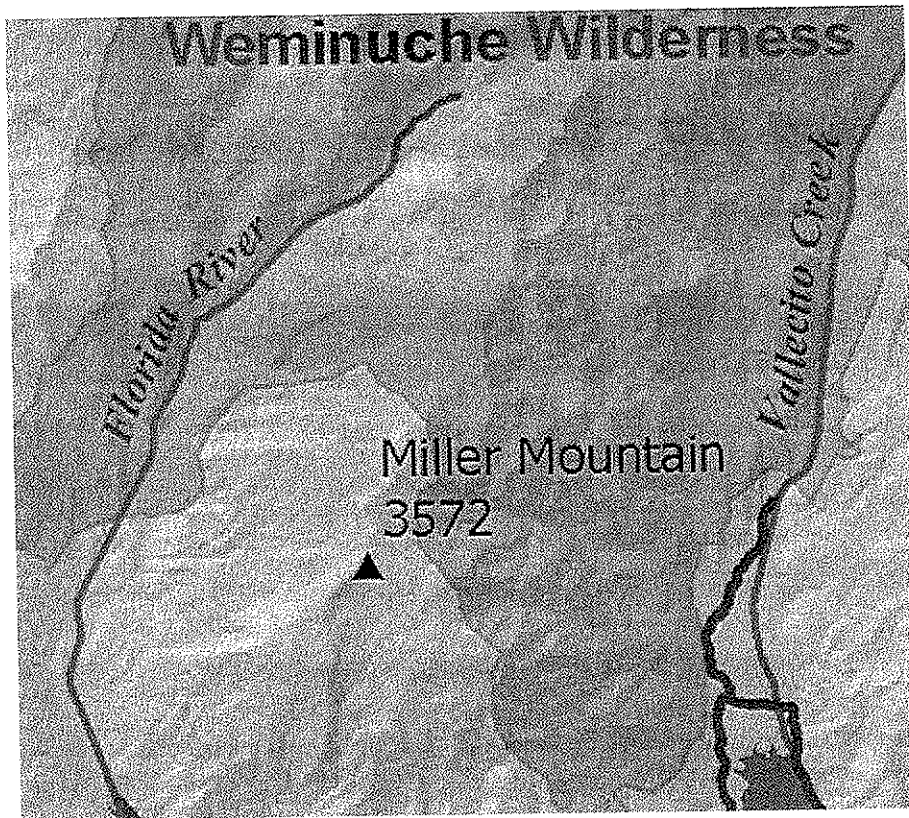 Weminuche Wilderness
Florida River
Vallecito Creek
Miller Mountain
3572